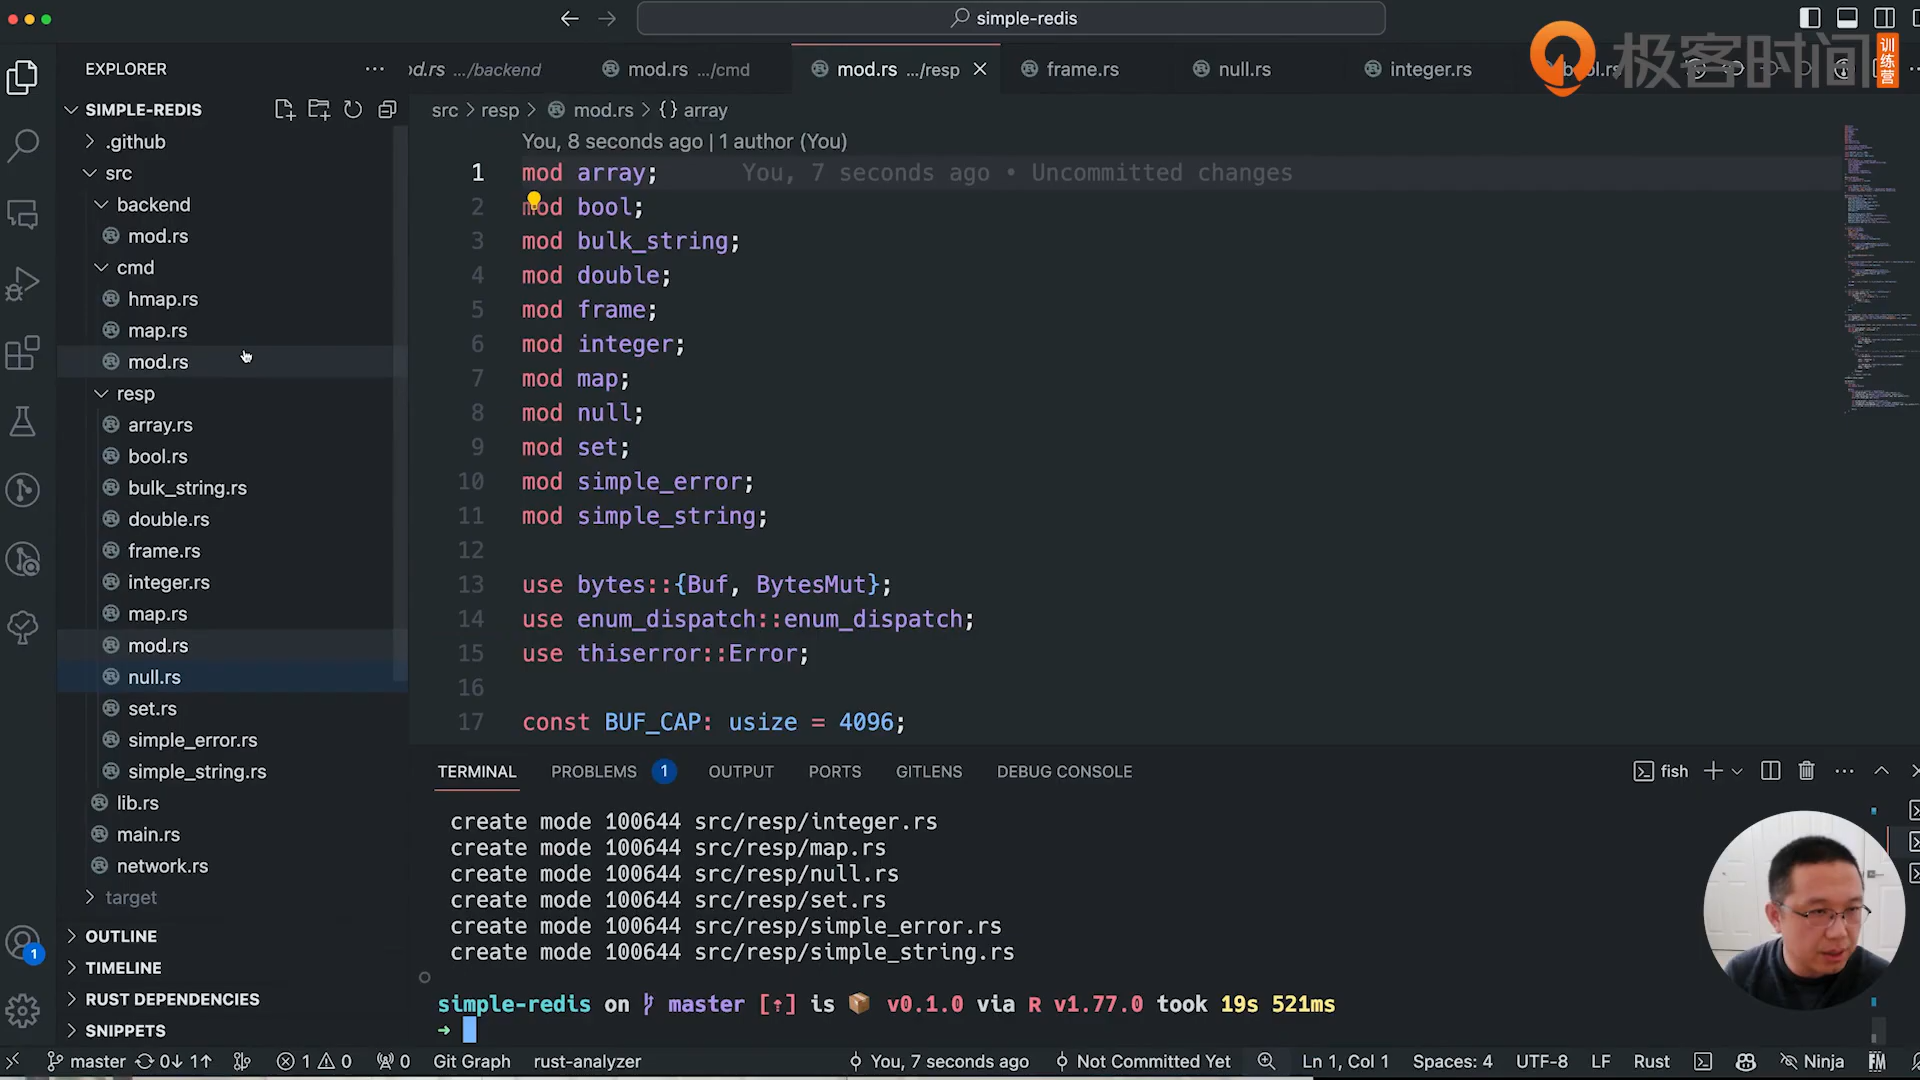 simple-redis
EXPLORER
SIMPLE-REDIS
.github
src
backend
mod.rs
cmd
hmap.rs
map.rs
mod.rs
resp
array.rs
bool.rs
bulk_string.rs
double.rs
frame.rs
integer.rs
map.rs
mod.rs
null.rs
set.rs
simple_error.rs
simple_string.rs
lib.rs
main.rs
network.rs
target
OUTLINE
TIMELINE
RUST DEPENDENCIES
SNIPPETS
.../backend
mod.rs .../cmd
mod.rs .../resp
frame.rs
null.rs
integer.rs
极客时间 训练营
src > resp > mod.rs > {} array
You, 8 seconds ago | 1 author (You)
1 mod array; You, 7 seconds ago • Uncommitted changes
2 mod bool;
3 mod bulk_string;
4 mod double;
5 mod frame;
6 mod integer;
7 mod map;
8 mod null;
9 mod set;
10 mod simple_error;
11 mod simple_string;
12
13 use bytes::{Buf, BytesMut};
14 use enum_dispatch::enum_dispatch;
15 use thiserror::Error;
16
17 const BUF_CAP: usize = 4096;
TERMINAL PROBLEMS 1 OUTPUT PORTS GITLENS DEBUG CONSOLE
fish
create mode 100644 src/resp/integer.rs
create mode 100644 src/resp/map.rs
create mode 100644 src/resp/null.rs
create mode 100644 src/resp/set.rs
create mode 100644 src/resp/simple_error.rs
create mode 100644 src/resp/simple_string.rs
simple-redis on master [↑] is 📦 v0.1.0 via R v1.77.0 took 19s 521ms
➜
1
master 0↓ 1↑ 1 0 0 Git Graph rust-analyzer You, 7 seconds ago Not Committed Yet Ln 1, Col 1 Spaces: 4 UTF-8 LF Rust Ninja